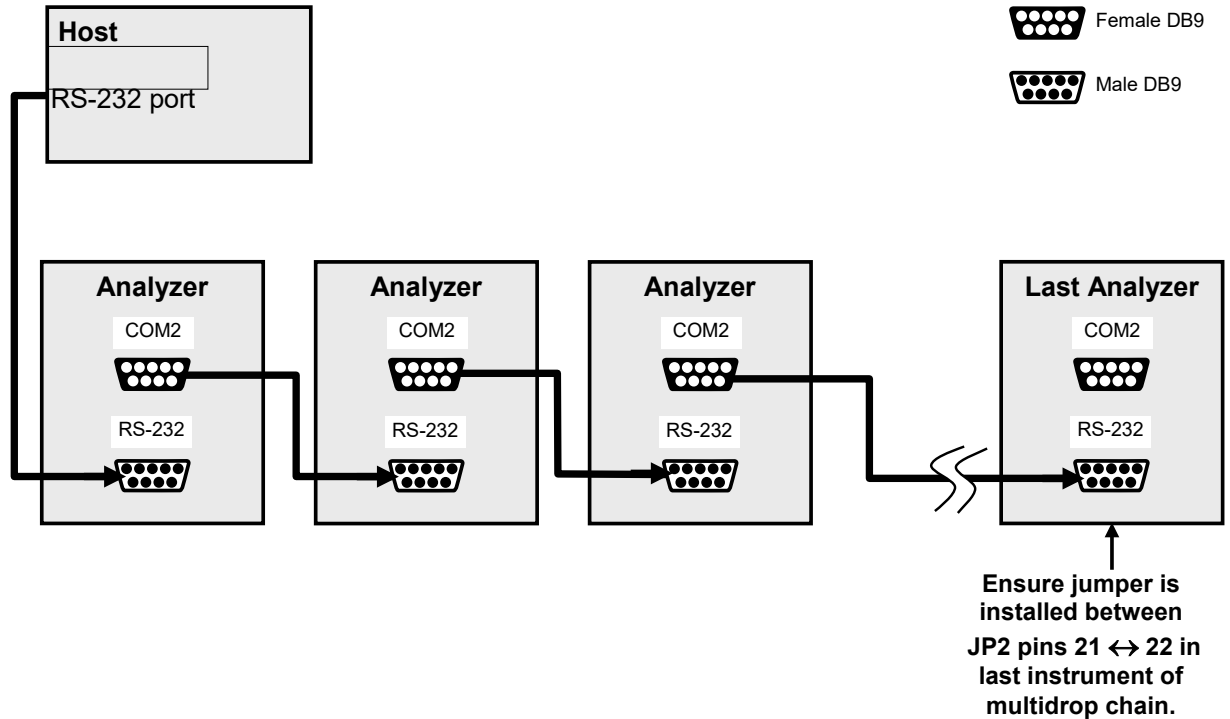 Host
RS-232 port
Female DB9
Male DB9
Analyzer
COM2
RS-232
Analyzer
COM2
RS-232
Analyzer
COM2
RS-232
Last Analyzer
COM2
RS-232
Ensure jumper is
installed between
JP2 pins 21 ↔ 22 in
last instrument of
multidrop chain.